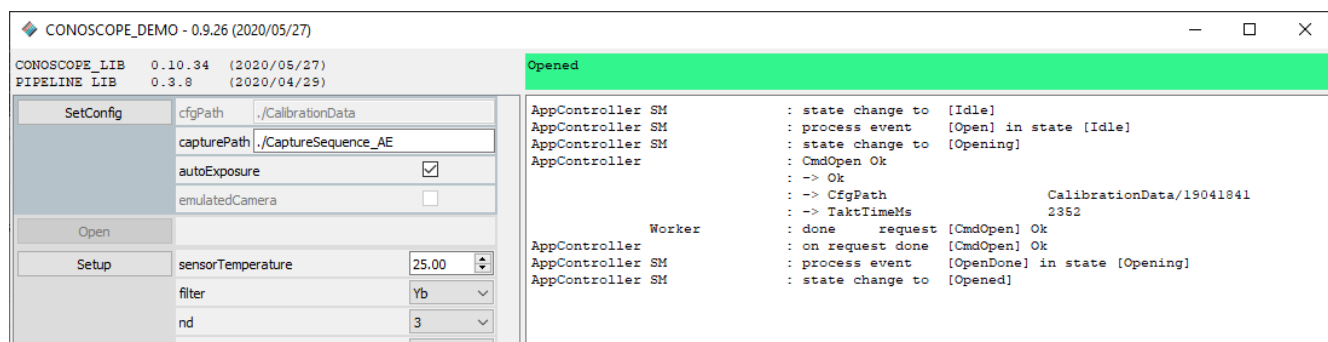 CONOSCOPE_DEMO - 0.9.26 (2020/05/27)
CONOSCOPE_LIB 0.10.34 (2020/05/27)
PIPELINE LIB 0.3.8 (2020/04/29)
Opened
SetConfig cfgPath ./CalibrationData
capturePath ./CaptureSequence_AE
autoExposure
emulatedCamera
Open
Setup sensorTemperature 25.00
filter Yb
nd 3
AppController SM : state change to [Idle]
AppController SM : process event [Open] in state [Idle]
AppController SM : state change to [Opening]
AppController : CmdOpen Ok
: -> Ok
: -> CfgPath CalibrationData/19041841
: -> TaktTimeMs 2352
Worker : done request [CmdOpen] Ok
AppController : on request done [CmdOpen] Ok
AppController SM : process event [OpenDone] in state [Opening]
AppController SM : state change to [Opened]